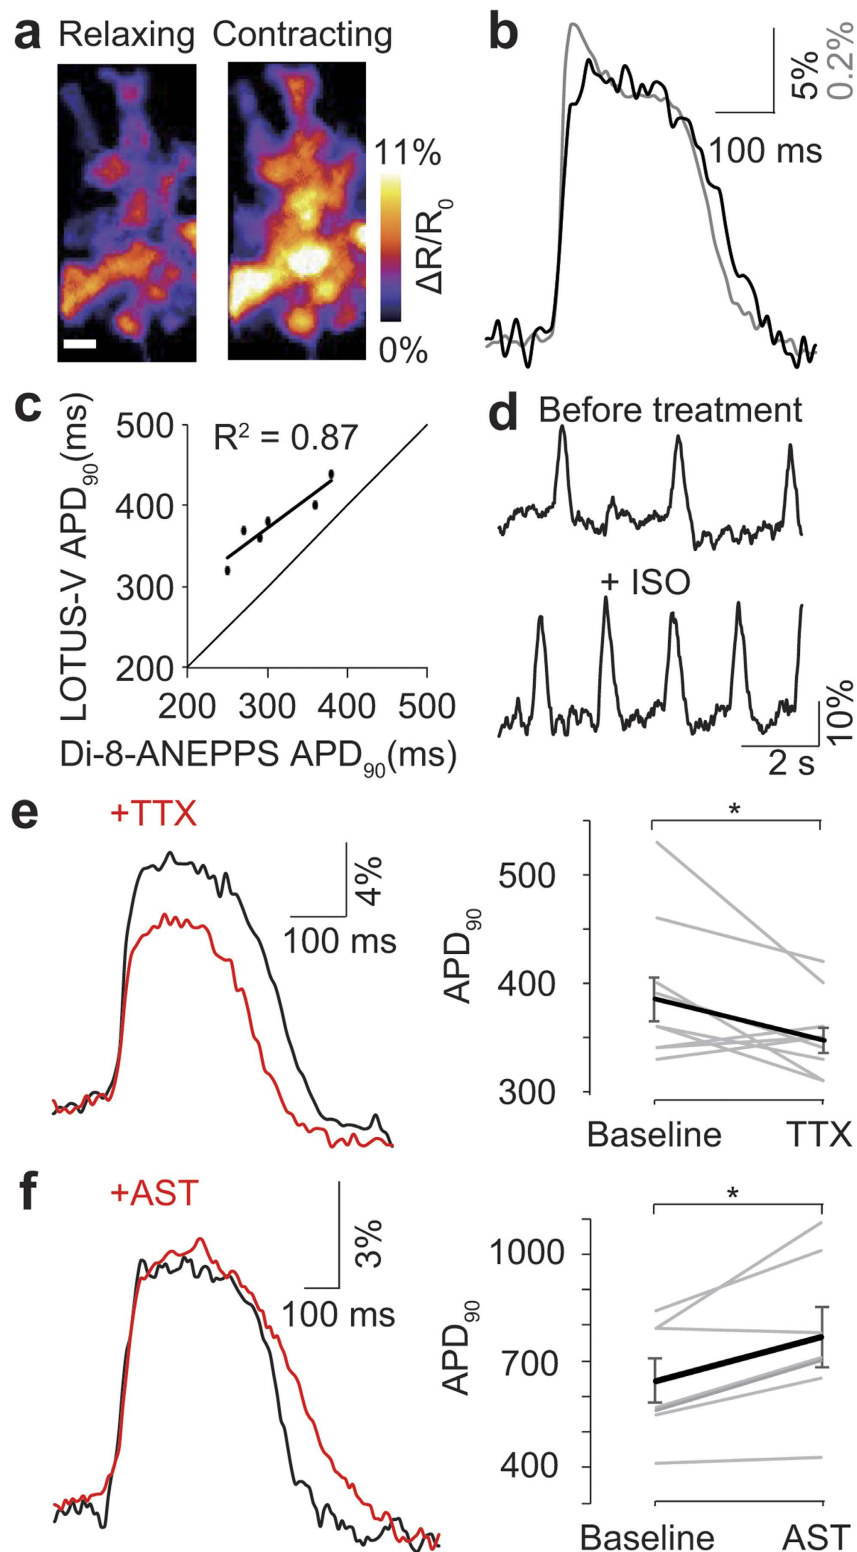 a Relaxing Contracting
11%
ΔR/R0
0%
b
5%
0.2%
100 ms
c
R2 = 0.87
LOTUS-V APD90(ms)
500
400
300
200
200 300 400 500
Di-8-ANEPPS APD90(ms)
d Before treatment
+ ISO
10%
2 s
e
+TTX
4%
100 ms
*
APD90
500
400
300
Baseline TTX
f
+AST
3%
100 ms
*
APD90
1000
700
400
Baseline AST